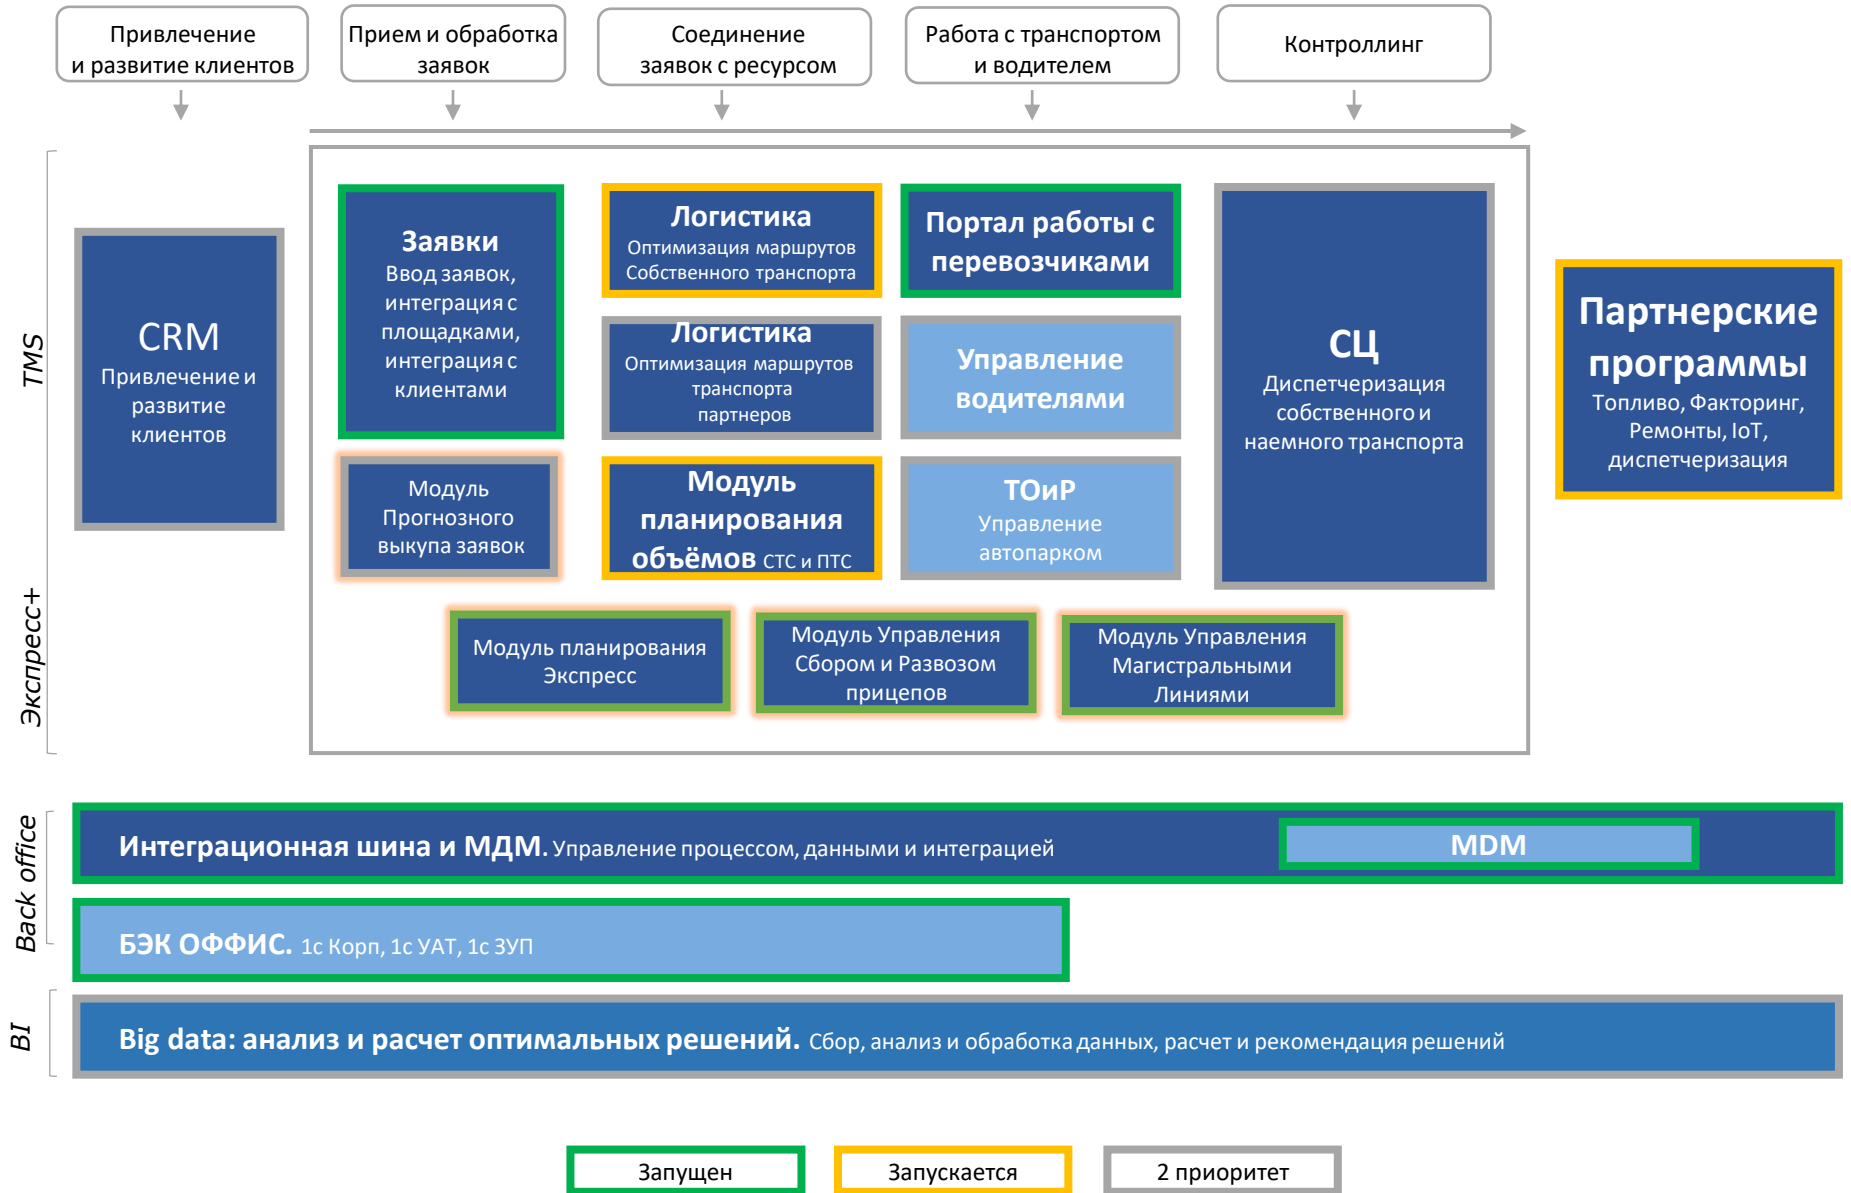 Привлечение
и развитие клиентов
Прием и обработка
заявок
Соединение
заявок с ресурсом
Работа с транспортом
и водителем
Контроллинг
TMS
Экспресс+
CRM
Привлечение и
развитие
клиентов
Заявки
Ввод заявок,
интеграция с
площадками,
интеграция с
клиентами
Модуль
Прогнозного
выкупа заявок
Логистика
Оптимизация маршрутов
Собственного транспорта
Логистика
Оптимизация маршрутов
транспорта
партнеров
Модуль
планирования
объёмов СТС и ПТС
Портал работы с
перевозчиками
Управление
водителями
ТОиР
Управление
автопарком
СЦ
Диспетчеризация
собственного и
наемного транспорта
Партнерские
программы
Топливо, Факторинг,
Ремонты, IoT,
диспетчеризация
Модуль планирования
Экспресс
Модуль Управления
Сбором и Развозом
прицепов
Модуль Управления
Магистральными
Линиями
Back office
Интеграционная шина и МДМ. Управление процессом, данными и интеграцией
MDM
БЭК ОФФИС. 1с Корп, 1с УАТ, 1с ЗУП
BI
Big data: анализ и расчет оптимальных решений. Сбор, анализ и обработка данных, расчет и рекомендация решений
Запущен
Запускается
2 приоритет